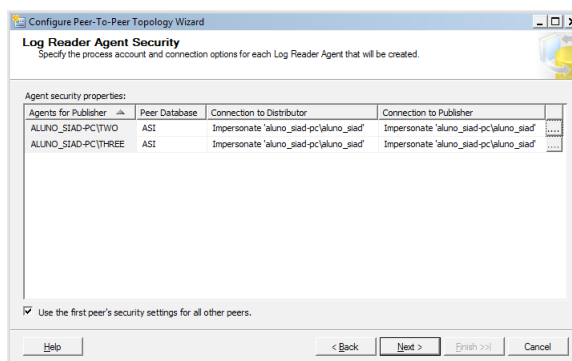 Configure Peer-To-Peer Topology Wizard
Log Reader Agent Security
Specify the process account and connection options for each Log Reader Agent that will be created.
Agent security properties:
Agents for Publisher Peer Database Connection to Distributor Connection to Publisher
ALUNO_SIAD-PC\TWO ASI Impersonate 'aluno_siad-pc\aluno_siad' Impersonate 'aluno_siad-pc\aluno_siad' ...
ALUNO_SIAD-PC\THREE ASI Impersonate 'aluno_siad-pc\aluno_siad' Impersonate 'aluno_siad-pc\aluno_siad' ...
Use the first peer's security settings for all other peers.
Help < Back Next > Finish >>| Cancel